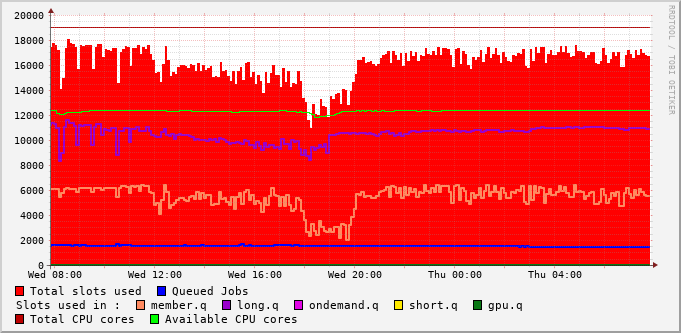 RRDTOOL / TOBI OETIKER
20000
18000
16000
14000
12000
10000
8000
6000
4000
2000
0
Wed 08:00 Wed 12:00 Wed 16:00 Wed 20:00 Thu 00:00 Thu 04:00
Total slots used Queued Jobs
Slots used in : member.q long.q ondemand.q short.q gpu.q
Total CPU cores Available CPU cores